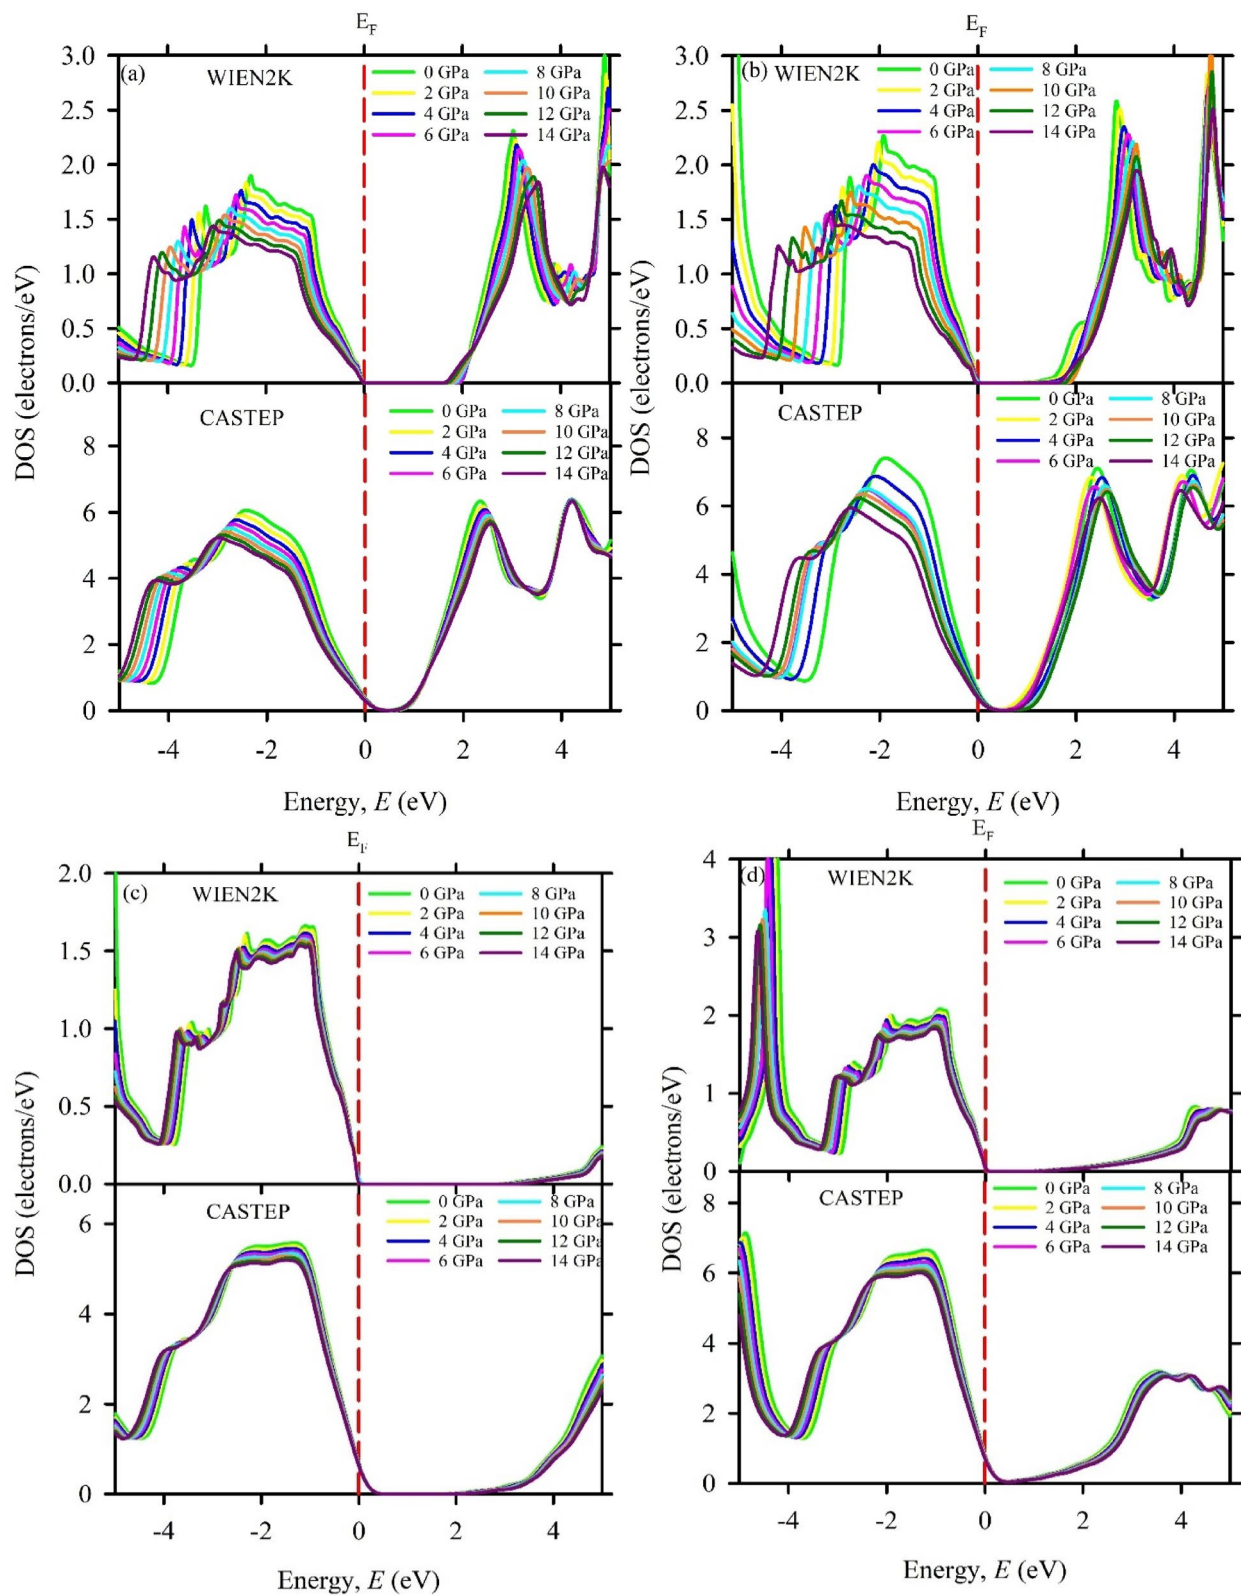 E_F
(a)
WIEN2K
0 GPa 8 GPa
2 GPa 10 GPa
4 GPa 12 GPa
6 GPa 14 GPa
3.0
2.5
2.0
1.5
1.0
0.5
0.0
CASTEP
0 GPa 8 GPa
2 GPa 10 GPa
4 GPa 12 GPa
6 GPa 14 GPa
8
6
4
2
0
DOS (electrons/eV)
-4 -2 0 2 4
Energy, E (eV)
E_F
(b)
WIEN2K
0 GPa 8 GPa
2 GPa 10 GPa
4 GPa 12 GPa
6 GPa 14 GPa
3.0
2.5
2.0
1.5
1.0
0.5
0.0
CASTEP
0 GPa 8 GPa
2 GPa 10 GPa
4 GPa 12 GPa
6 GPa 14 GPa
8
6
4
2
0
DOS (electrons/eV)
-4 -2 0 2 4
Energy, E (eV)
E_F
(c)
WIEN2K
0 GPa 8 GPa
2 GPa 10 GPa
4 GPa 12 GPa
6 GPa 14 GPa
2.0
1.5
1.0
0.5
0.0
CASTEP
0 GPa 8 GPa
2 GPa 10 GPa
4 GPa 12 GPa
6 GPa 14 GPa
6
4
2
0
DOS (electrons/eV)
-4 -2 0 2 4
Energy, E (eV)
E_F
(d)
WIEN2K
0 GPa 8 GPa
2 GPa 10 GPa
4 GPa 12 GPa
6 GPa 14 GPa
4
3
2
1
0
CASTEP
0 GPa 8 GPa
2 GPa 10 GPa
4 GPa 12 GPa
6 GPa 14 GPa
8
6
4
2
0
DOS (electrons/eV)
-4 -2 0 2 4
Energy, E (eV)